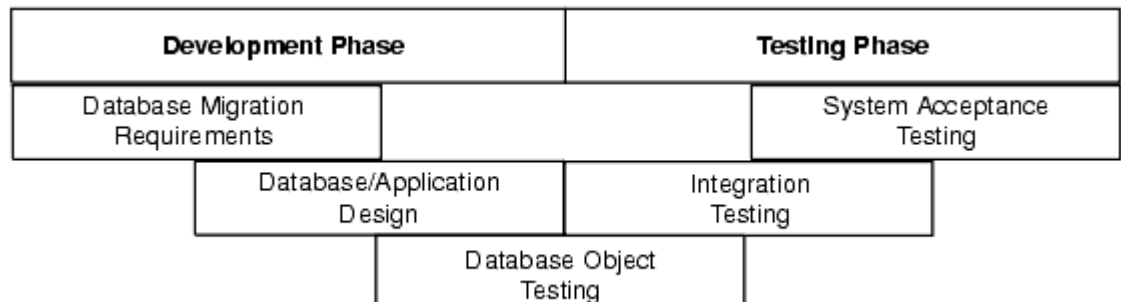 Development Phase
Testing Phase
Database Migration
Requirements
System Acceptance
Testing
Database/Application
Design
Integration
Testing
Database Object
Testing